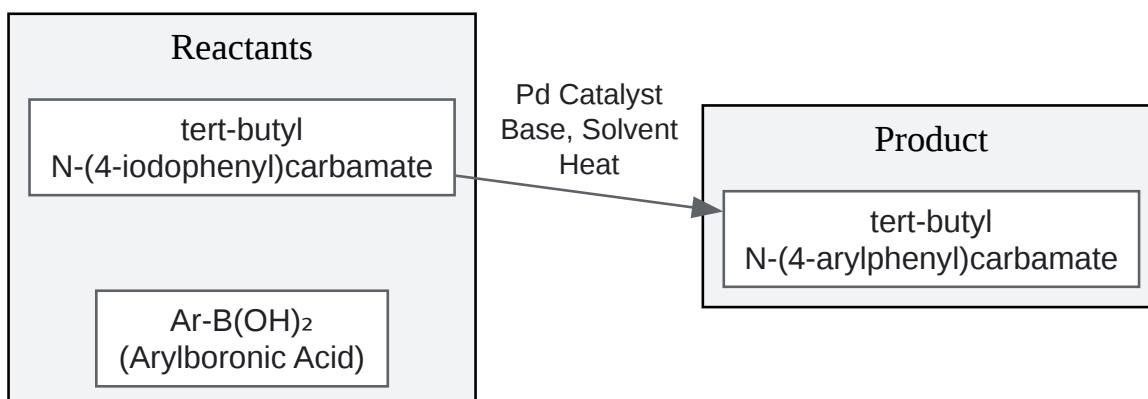 Reactants
tert-butyl
N-(4-iodophenyl)carbamate
Ar-B(OH)₂
(Arylboronic Acid)
Pd Catalyst
Base, Solvent
Heat
Product
tert-butyl
N-(4-arylphenyl)carbamate